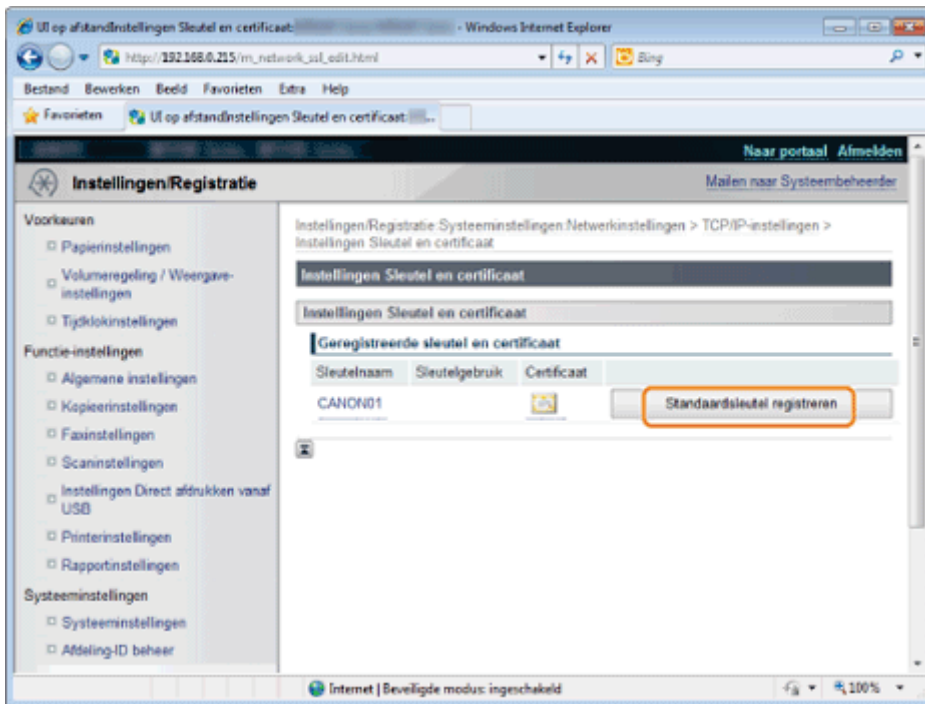 UI op afstandInstellingen Sleutel en certificaat: - Windows Internet Explorer
http://192.168.0.215/m_network_ssl_edit.html
Bing
Bestand Bewerken Beeld Favorieten Extra Help
Favorieten UI op afstandInstellingen Sleutel en certificaat: ...
Naar portaal Afmelden
Instellingen/Registratie
Mailen naar Systeembeheerder
Voorkeuren
Papierinstellingen
Volumeregeling / Weergave-
instellingen
Tijdklokinstellingen
Functie-instellingen
Algemene instellingen
Kopieerinstellingen
Faxinstellingen
Scaninstellingen
Instellingen Direct afdrukken vanaf
USB
Printerinstellingen
Rapportinstellingen
Systeeminstellingen
Systeeminstellingen
Afdeling-ID beheer
Instellingen/Registratie:Systeeminstellingen:Netwerkinstellingen > TCP/IP-instellingen >
Instellingen Sleutel en certificaat
Instellingen Sleutel en certificaat
Instellingen Sleutel en certificaat
Geregistreerde sleutel en certificaat
Sleutelnaam Sleutelgebruik Certificaat
CANON01 Standaardsleutel registreren
Internet | Beveiligde modus: ingeschakeld 100%